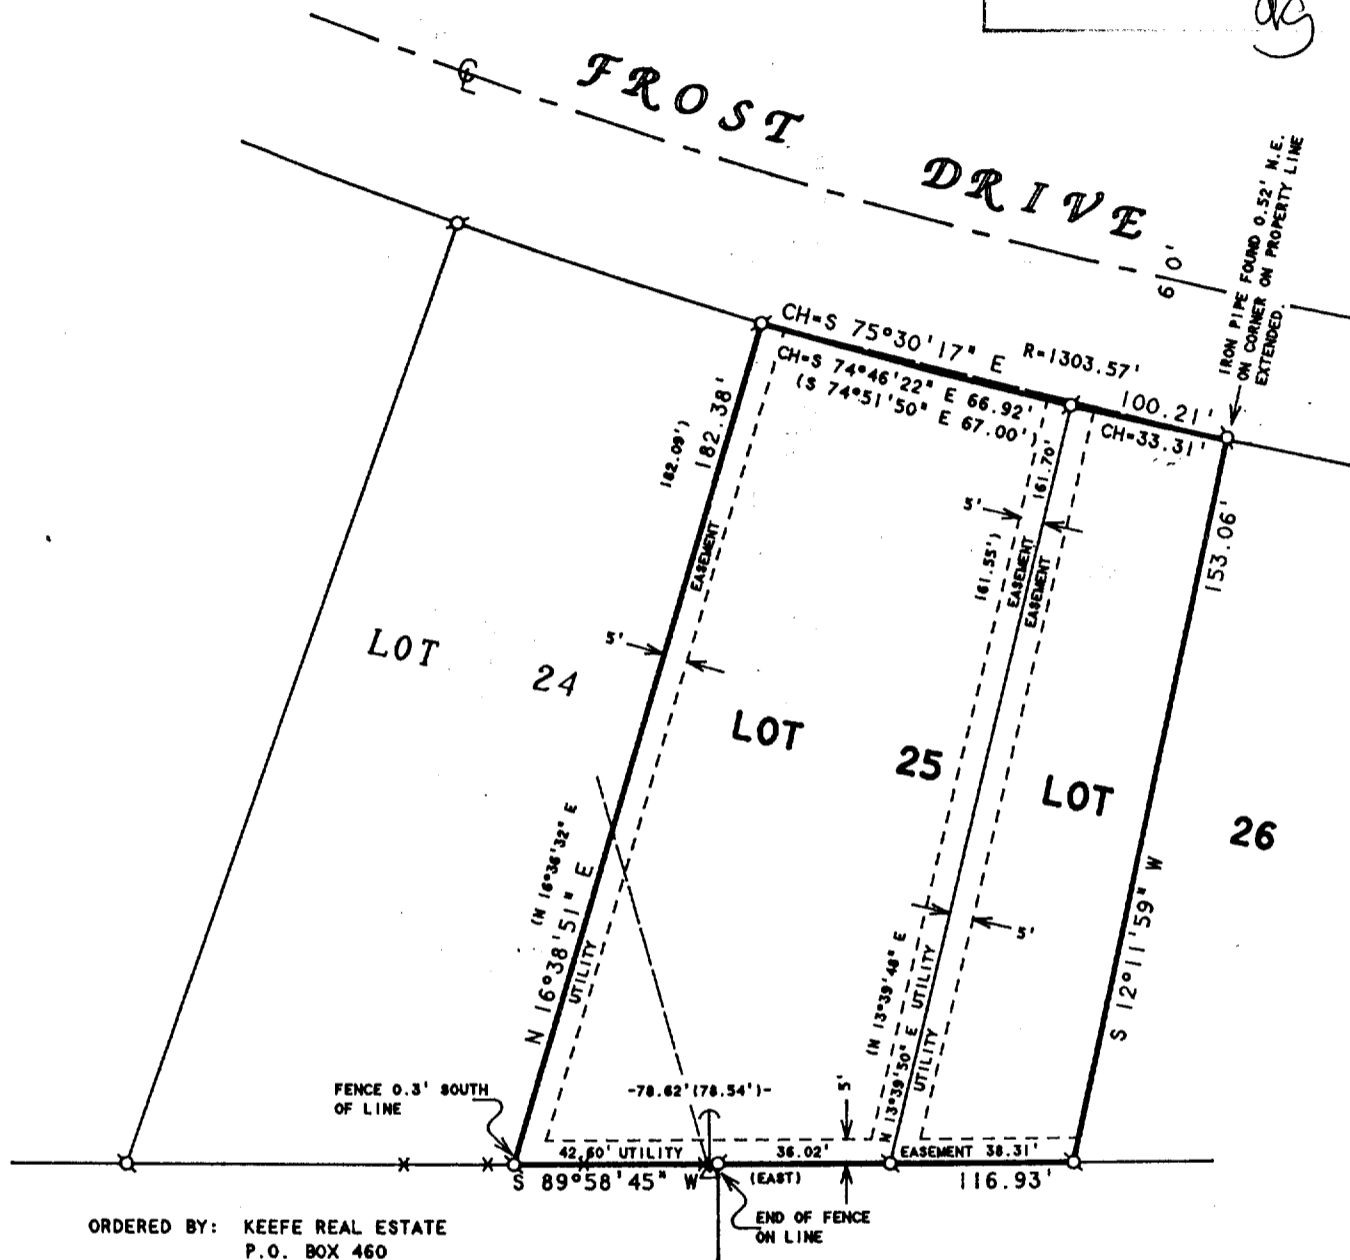 FROST DRIVE
60'
IRON PIPE FOUND 0.52' N.E.
ON CORNER ON PROPERTY LINE
EXTENDED.
CH=S 75°30'17" E R=1303.57' 100.21'
CH=S 74°46'22" E 66.92'
(S 74°51'50" E 67.00')
CH=33.31'
(182.09')
182.38'
161.70'
(161.55')
153.06'
5'
5'
EASEMENT
EASEMENT
EASEMENT
LOT 24
LOT 25
LOT 26
(N 16°36'32" E
N 16°38'51" E
UTILITY
(N 13°39'48" E
N 13°39'50" E UTILITY
UTILITY
5'
S 12°11'59" W
FENCE 0.3' SOUTH
OF LINE
-78.62'(78.54')-
5'
42.60' UTILITY 36.02' EASEMENT 38.31'
S 89°58'45" W (EAST) 116.93'
END OF FENCE
ON LINE
ORDERED BY: KEEFE REAL ESTATE
P.O. BOX 460